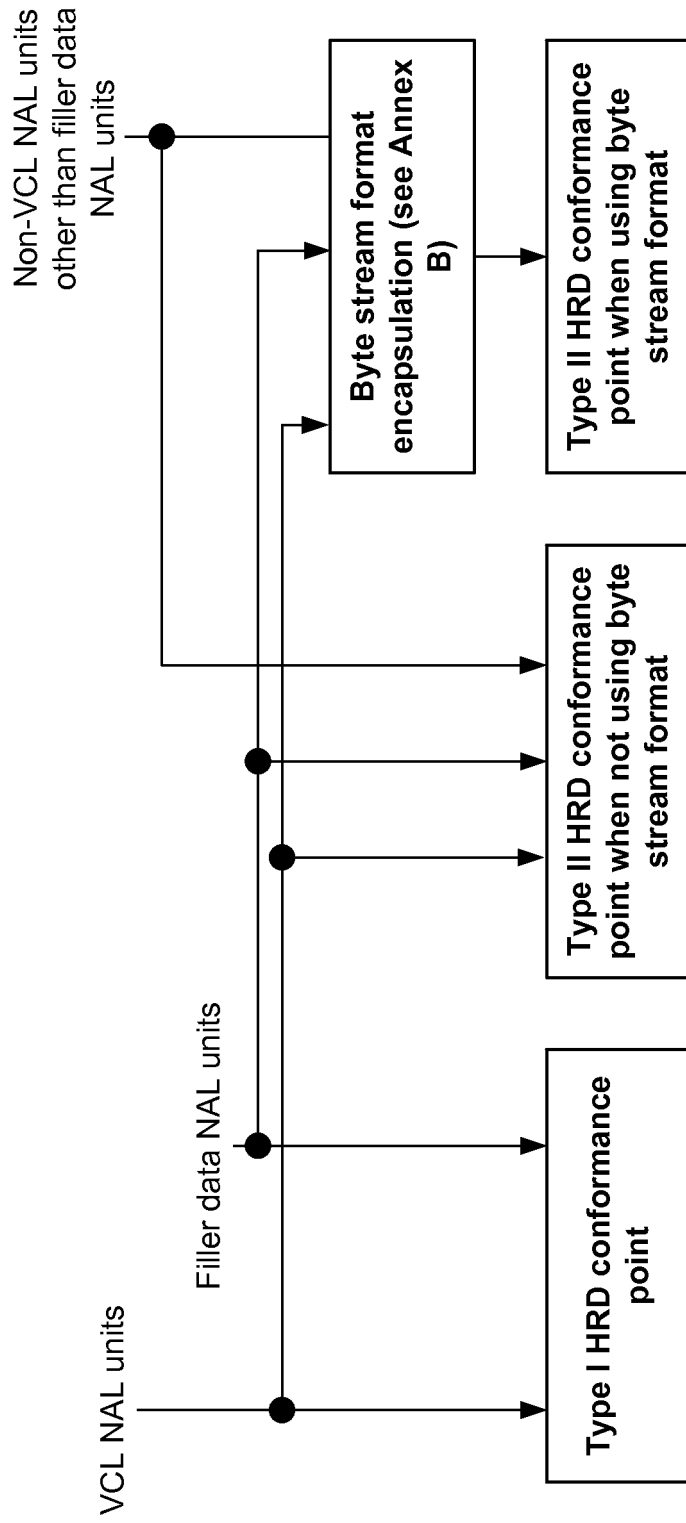 VCL NAL units
Filler data NAL units
Non-VCL NAL units
other than filler data
NAL units
Byte stream format
encapsulation (see Annex
B)
Type I HRD conformance
point
Type II HRD conformance
point when not using byte
stream format
Type II HRD conformance
point when using byte
stream format